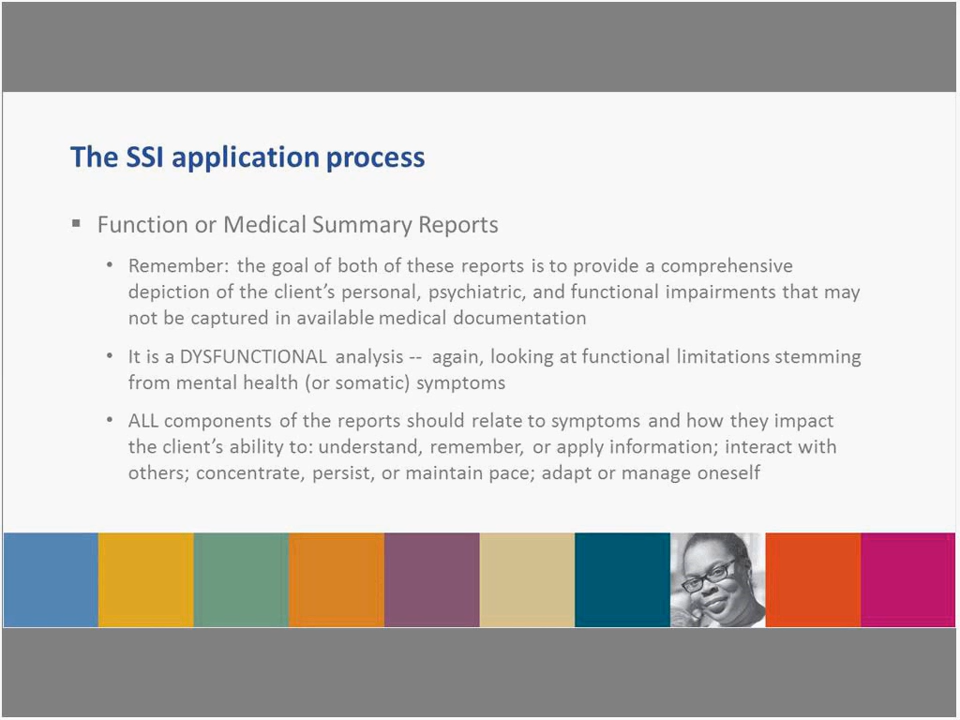 The SSI application process
▪ Function or Medical Summary Reports
• Remember: the goal of both of these reports is to provide a comprehensive
depiction of the client's personal, psychiatric, and functional impairments that may
not be captured in available medical documentation
• It is a DYSFUNCTIONAL analysis -- again, looking at functional limitations stemming
from mental health (or somatic) symptoms
• ALL components of the reports should relate to symptoms and how they impact
the client's ability to: understand, remember, or apply information; interact with
others; concentrate, persist, or maintain pace; adapt or manage oneself